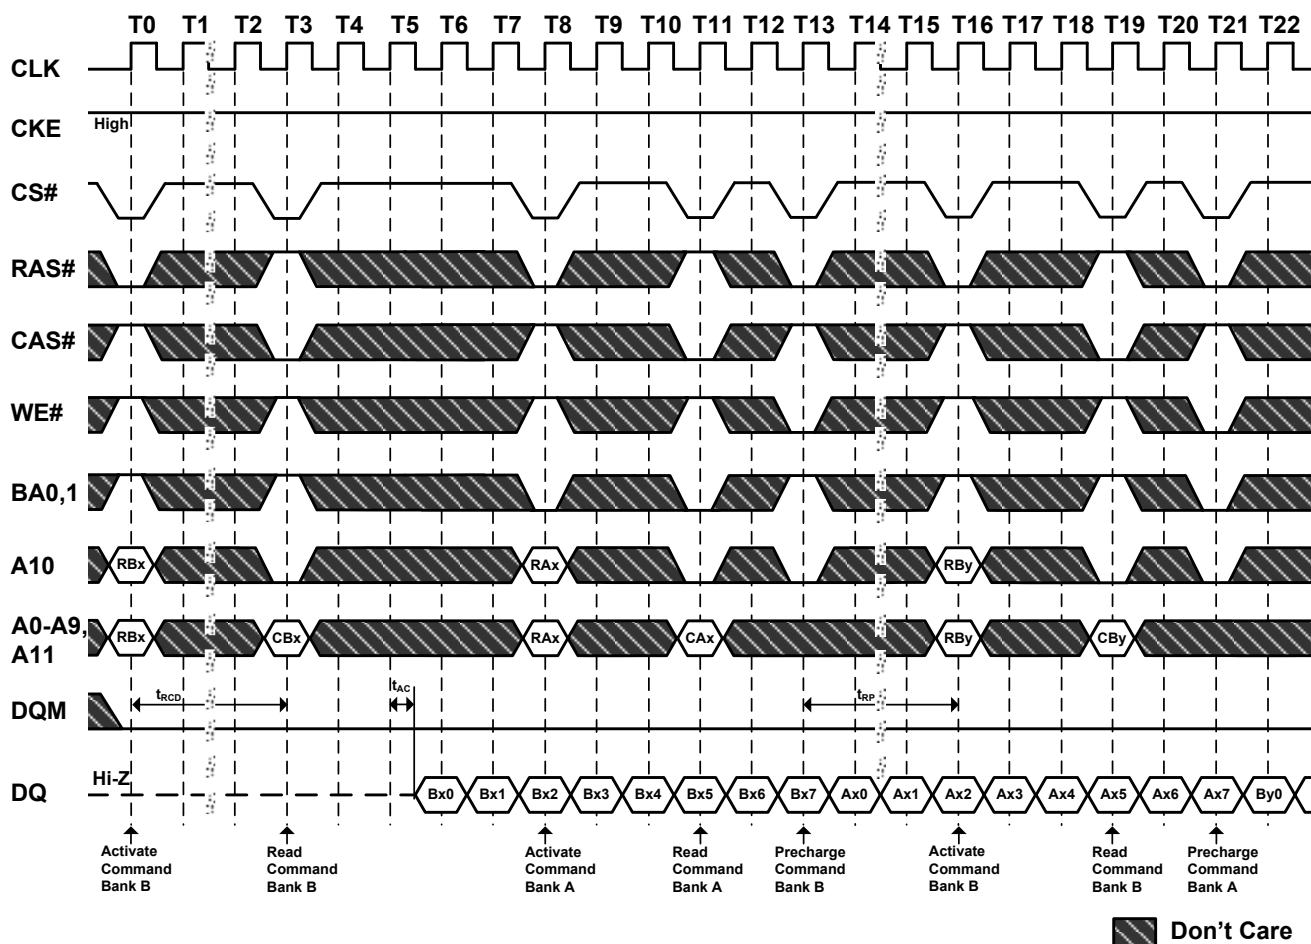 T0 T1 T2 T3 T4 T5 T6 T7 T8 T9 T10 T11 T12 T13 T14 T15 T16 T17 T18 T19 T20 T21 T22
CLK
CKE High
CS#
RAS#
CAS#
WE#
BA0,1
A10 RBx RAx RBy
A0-A9,
A11 RBx CBx RAx CAx RBy CBy
tRCD tAC tRP
DQM
Hi-Z
DQ Bx0 Bx1 Bx2 Bx3 Bx4 Bx5 Bx6 Bx7 Ax0 Ax1 Ax2 Ax3 Ax4 Ax5 Ax6 Ax7 By0
Activate
Command
Bank B
Read
Command
Bank B
Activate
Command
Bank A
Read
Command
Bank A
Precharge
Command
Bank B
Activate
Command
Bank B
Read
Command
Bank B
Precharge
Command
Bank A
Don't Care